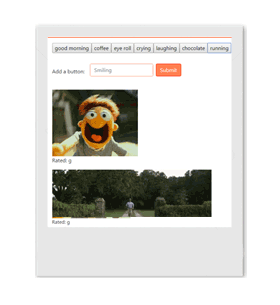 good morning coffee eye roll crying laughing chocolate running
Add a button: Smiling Submit
Rated: g
Rated: g